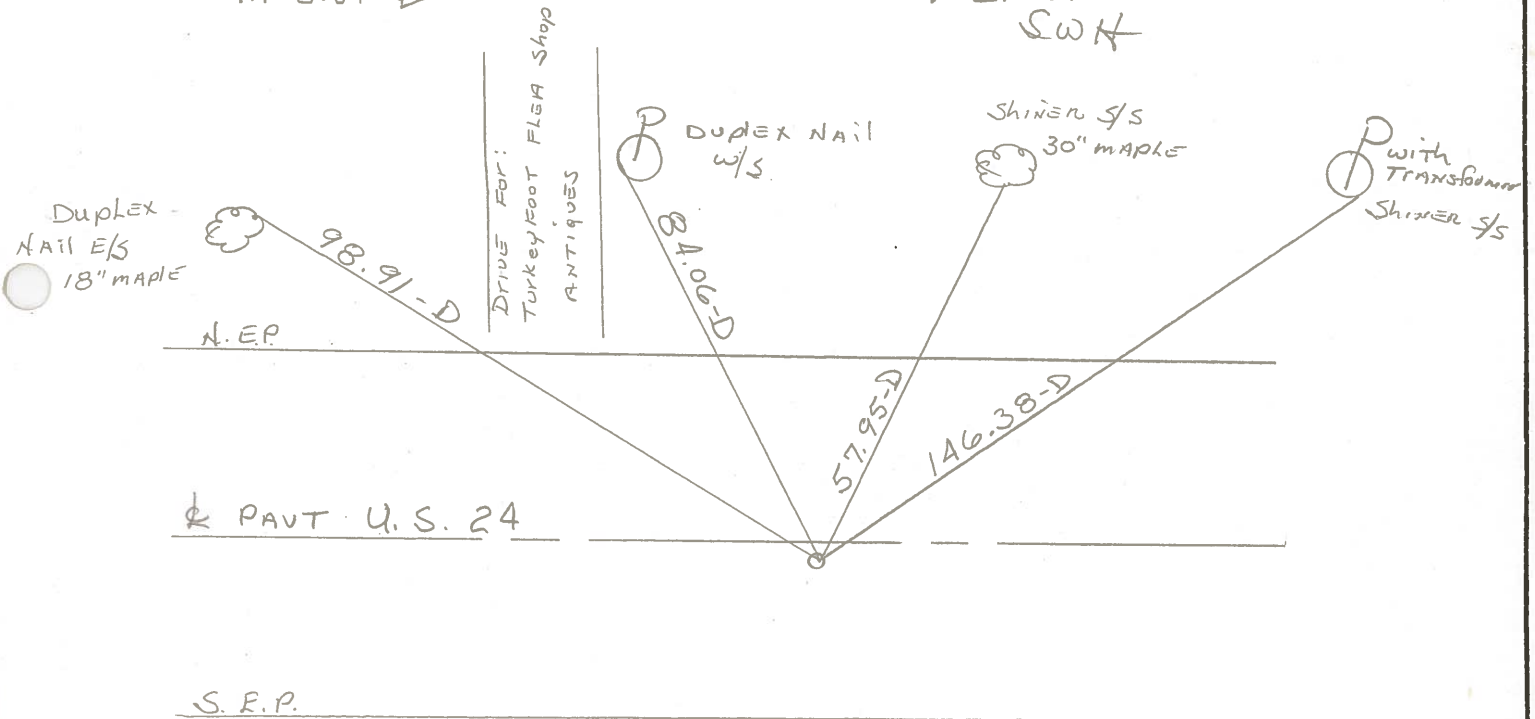 SWH
Drive For:
Turkeyfoot FLEA Shop
ANTIQUES
Duplex Nail
W/S
Shiner S/S
30" MAPLE
P with
TRANSformer
Shiner S/S
DupLEX
NAil E/S
18" MAPlE
98.91-D
84.06-D
57.95-D
146.38-D
N.E.P.
℄ PAVT U.S. 24
S.E.P.